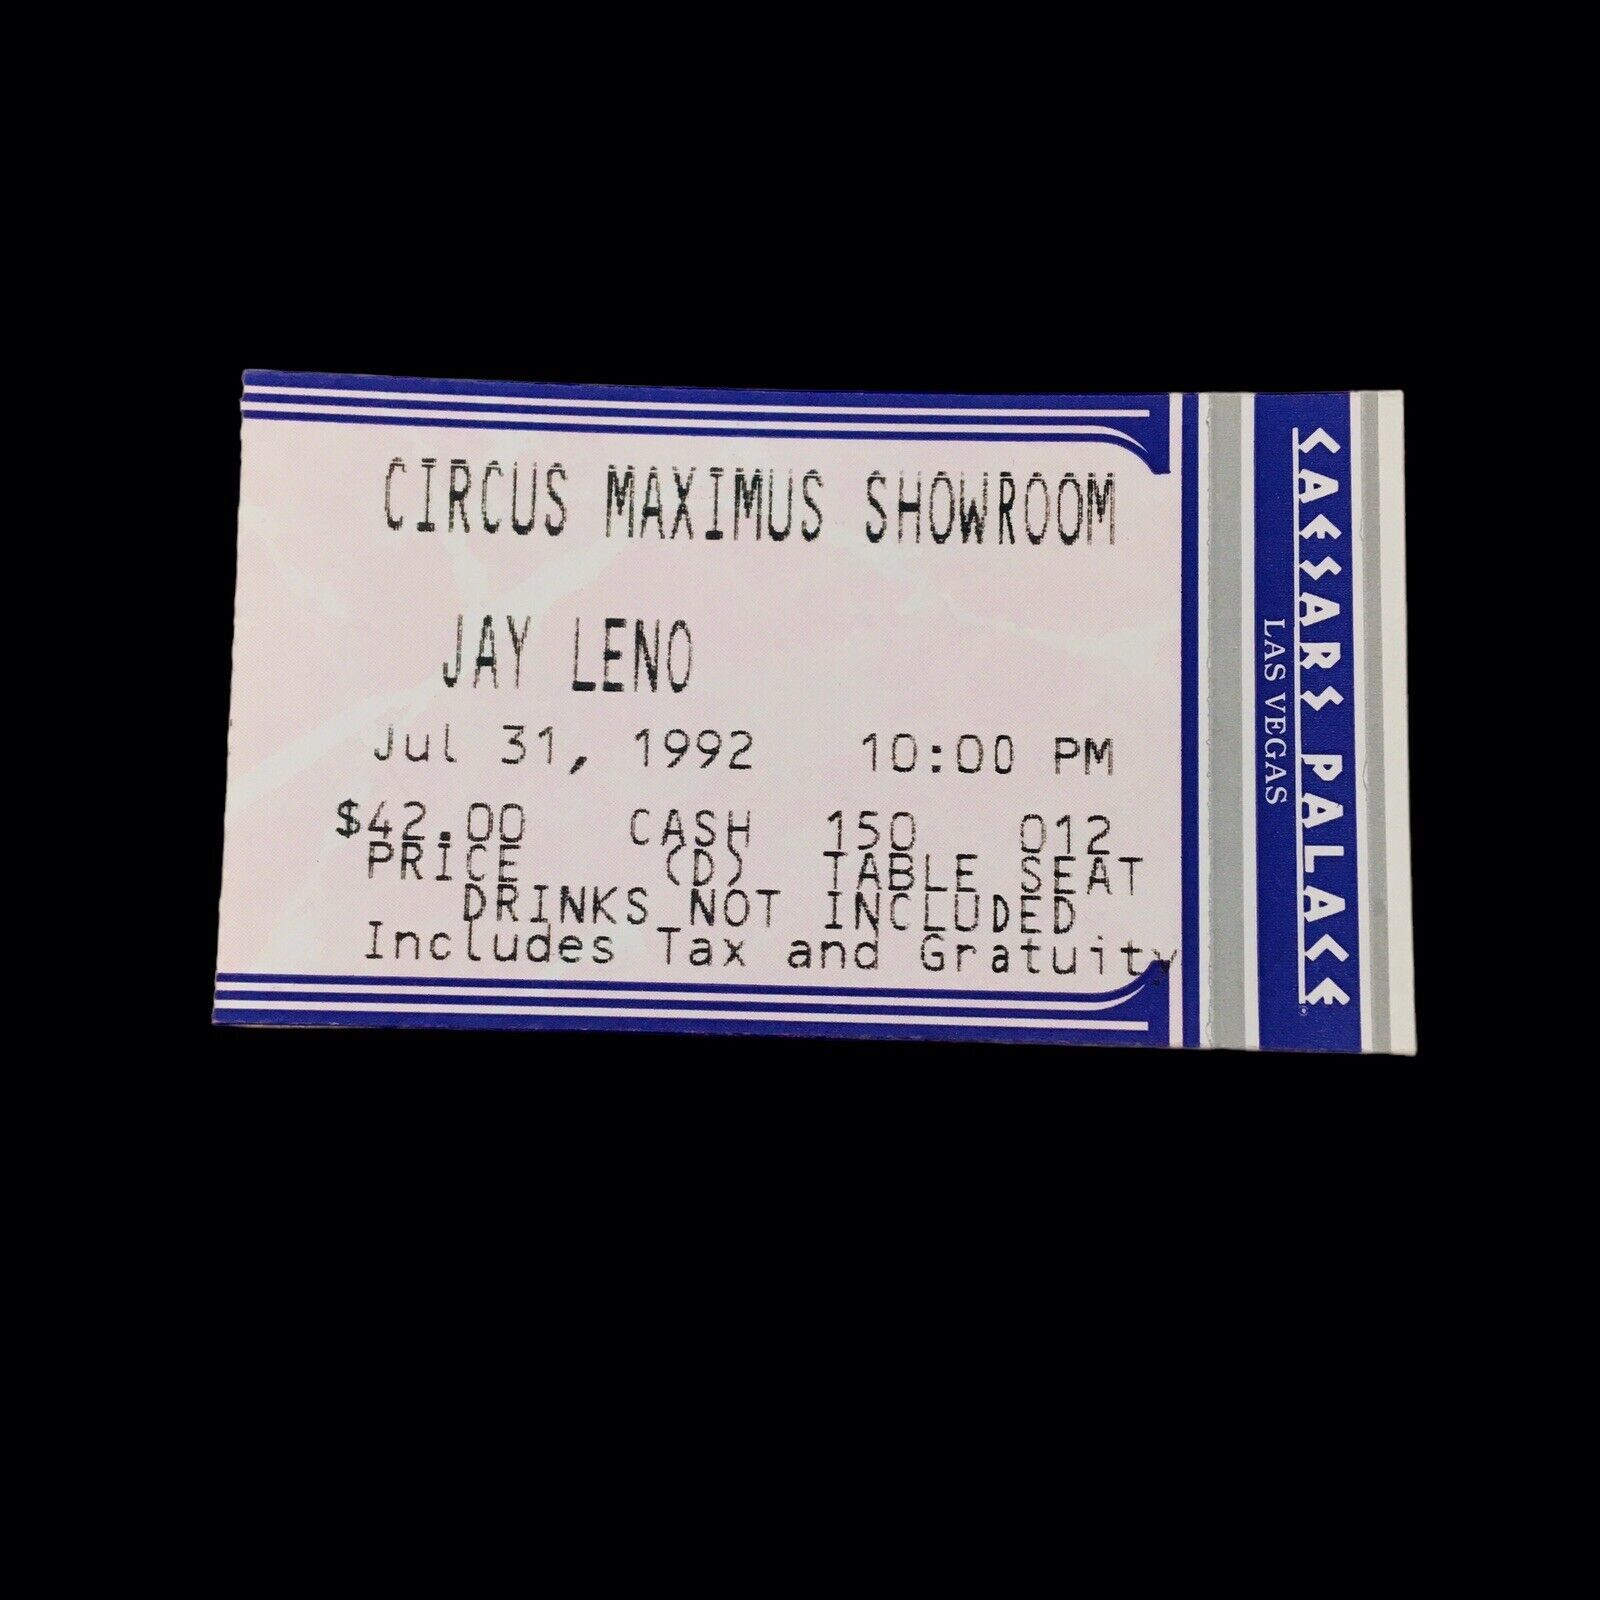 CIRCUS MAXIMUS SHOWROOM
JAY LENO
Jul 31, 1992 10:00 PM
$42.00 CASH 150 012
PRICE (D) TABLE SEAT
DRINKS NOT INCLUDED
Includes Tax and Gratuity
CAESARS PALACE®
LAS VEGAS